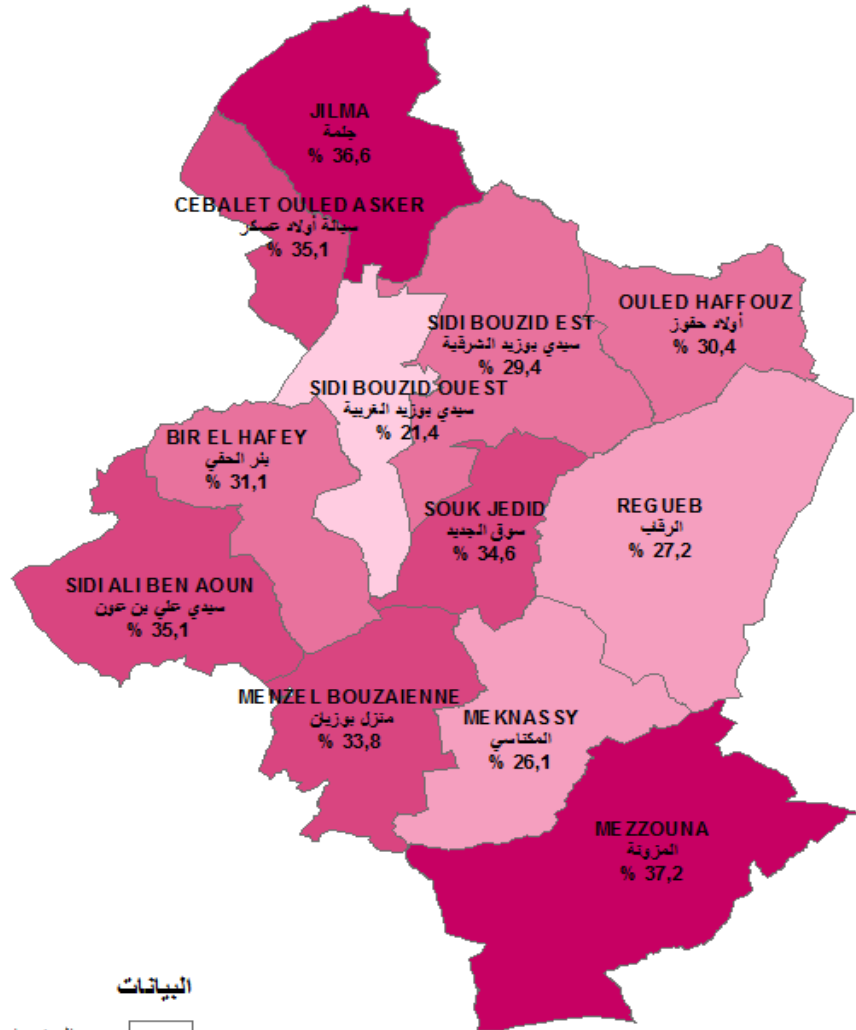 JILMA
جلمة
% 36,6
CEBALET OULED ASKER
سبالة أولاد عسكر
% 35,1
OULED HAFFOUZ
أولاد حفوز
% 30,4
SIDI BOUZID EST
سيدي بوزيد الشرقية
% 29,4
SIDI BOUZID OUEST
سيدي بوزيد الغربية
% 21,4
BIR EL HAFEY
بئر الحفي
% 31,1
SOUK JEDID
سوق الجديد
% 34,6
REGUEB
الرقاب
% 27,2
SIDI ALI BEN AOUN
سيدي علي بن عون
% 35,1
MENZEL BOUZAIENNE
منزل بوزيان
% 33,8
MEKNASSY
المكناسي
% 26,1
MEZZOUNA
المزونة
% 37,2
البيانات